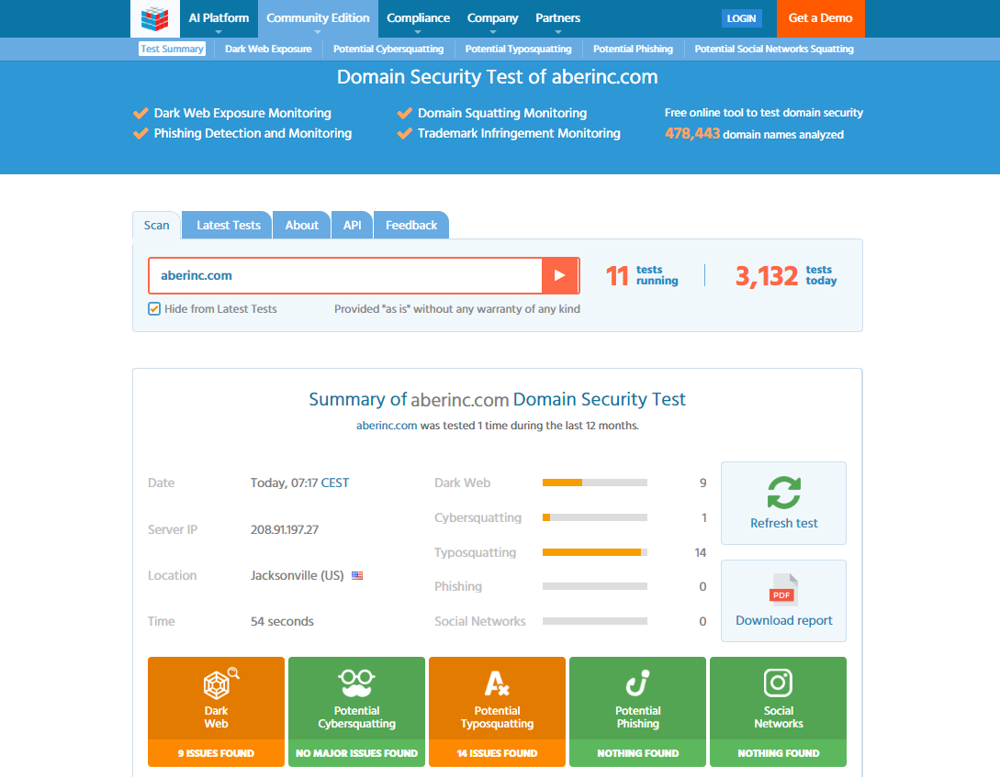 AI Platform Community Edition Compliance Company Partners LOGIN Get a Demo
Test Summary Dark Web Exposure Potential Cybersquatting Potential Typosquatting Potential Phishing Potential Social Networks Squatting
Domain Security Test of aberinc.com
Dark Web Exposure Monitoring Domain Squatting Monitoring Free online tool to test domain security
Phishing Detection and Monitoring Trademark Infringement Monitoring 478,443 domain names analyzed
Scan Latest Tests About API Feedback
aberinc.com 11 tests running 3,132 tests today
Hide from Latest Tests Provided "as is" without any warranty of any kind
Summary of aberinc.com Domain Security Test
aberinc.com was tested 1 time during the last 12 months.
Date Today, 07:17 CEST
Server IP 208.91.197.27
Location Jacksonville (US)
Time 54 seconds
Dark Web 9
Cybersquatting 1
Typosquatting 14
Phishing 0
Social Networks 0
Refresh test
PDF
Download report
Dark
Web
9 ISSUES FOUND
Potential
Cybersquatting
NO MAJOR ISSUES FOUND
Potential
Typosquatting
14 ISSUES FOUND
Potential
Phishing
NOTHING FOUND
Social
Networks
NOTHING FOUND